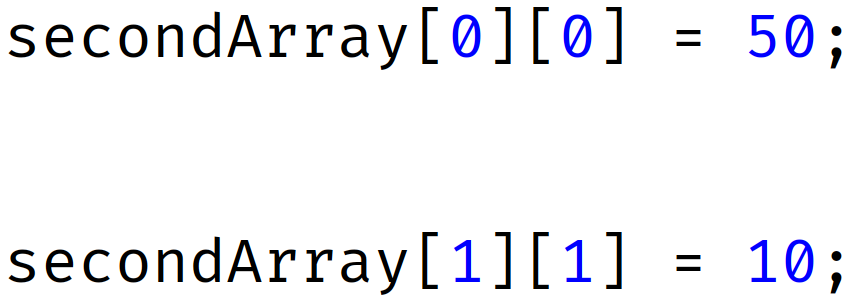 secondArray[0][0] = 50;
secondArray[1][1] = 10;